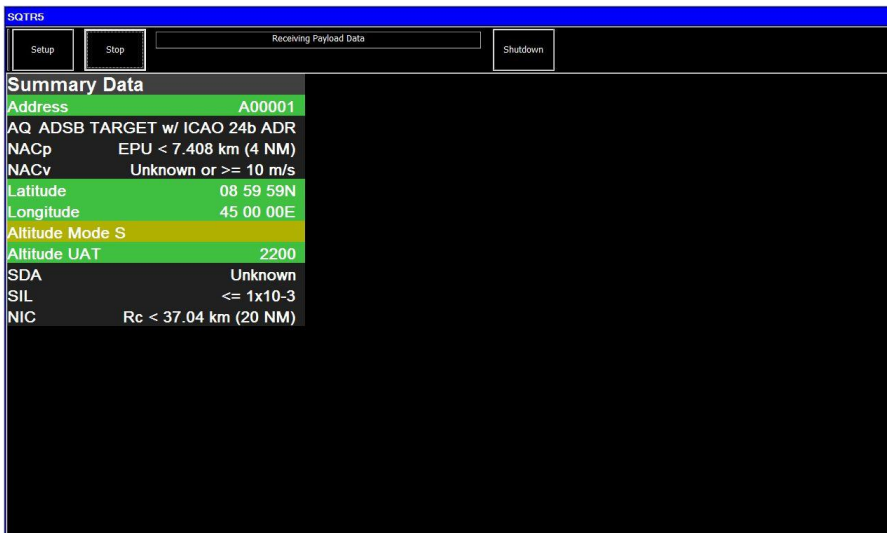 SQTR5
Setup
Stop
Receiving Payload Data
Shutdown
Summary Data
Address A00001
AQ ADSB TARGET w/ ICAO 24b ADR
NACp EPU < 7.408 km (4 NM)
NACv Unknown or >= 10 m/s
Latitude 08 59 59N
Longitude 45 00 00E
Altitude Mode S
Altitude UAT 2200
SDA Unknown
SIL <= 1x10-3
NIC Rc < 37.04 km (20 NM)